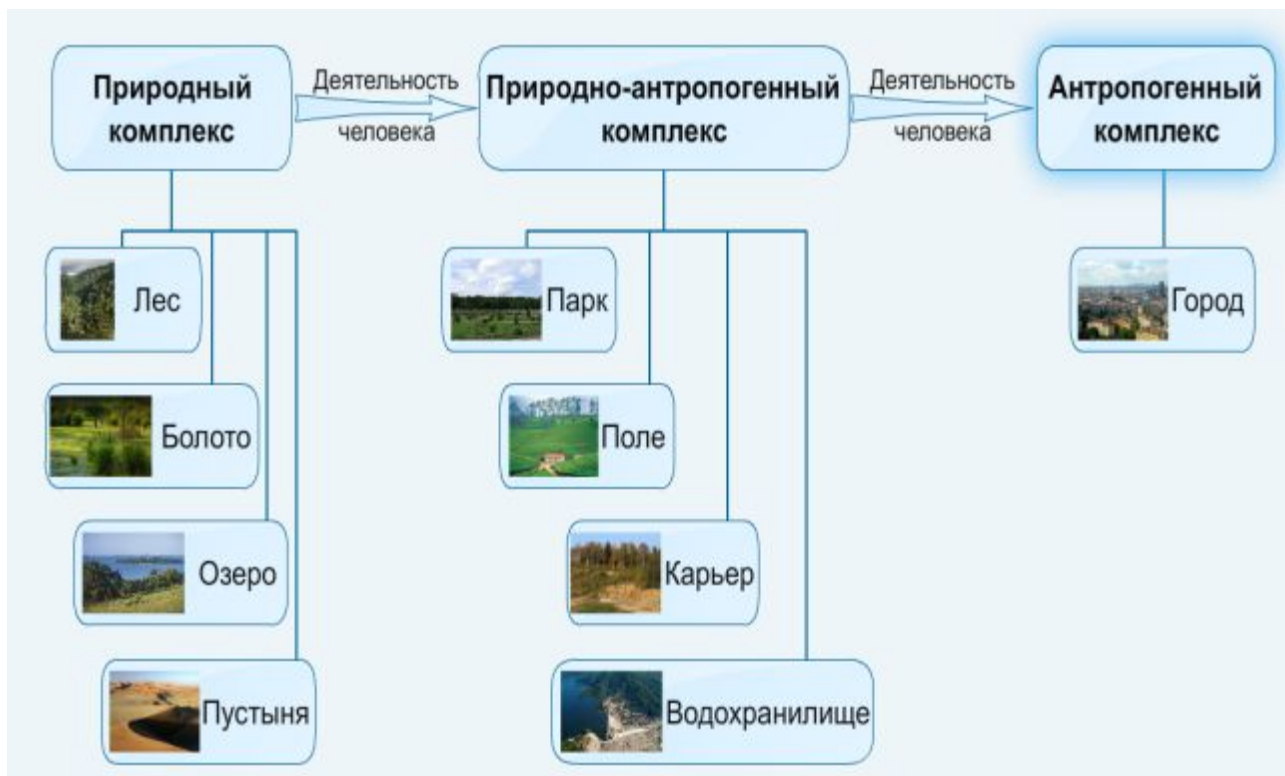 Природный
комплекс
Деятельность
человека
Природно-антропогенный
комплекс
Деятельность
человека
Антропогенный
комплекс
Лес
Болото
Озеро
Пустыня
Парк
Поле
Карьер
Водохранилище
Город